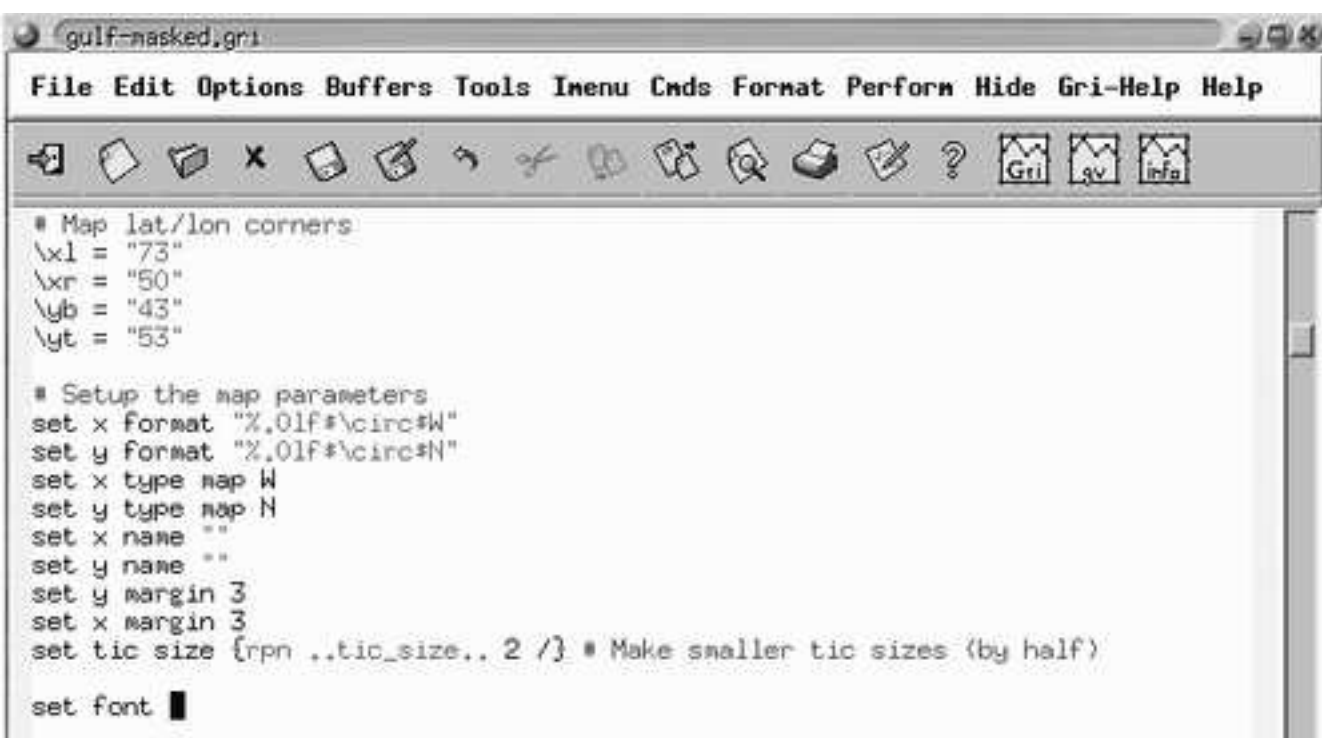 gulf-masked.gri
File Edit Options Buffers Tools Imenu Cmds Format Perform Hide Gri-Help Help
Gri gv info
# Map lat/lon corners
\xl = "73"
\xr = "50"
\yb = "43"
\yt = "53"
# Setup the map parameters
set x format "%.0lf$\circ$W"
set y format "%.0lf$\circ$N"
set x type map W
set y type map N
set x name ""
set y name ""
set y margin 3
set x margin 3
set tic size {rpn ..tic_size.. 2 /} # Make smaller tic sizes (by half)
set font